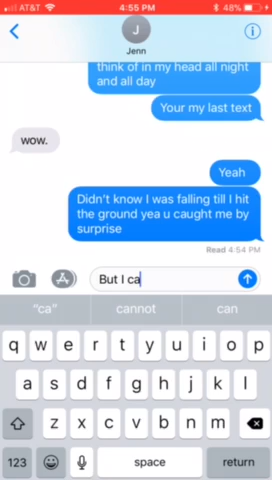 AT&T 4:55 PM 48%
J
Jenn
think of in my head all night
and all day
Your my last text
wow.
Yeah
Didn't know I was falling till I hit
the ground yea u caught me by
surprise
Read 4:54 PM
But I ca
"ca" cannot can
q w e r t y u i o p
a s d f g h j k l
z x c v b n m
123 space return